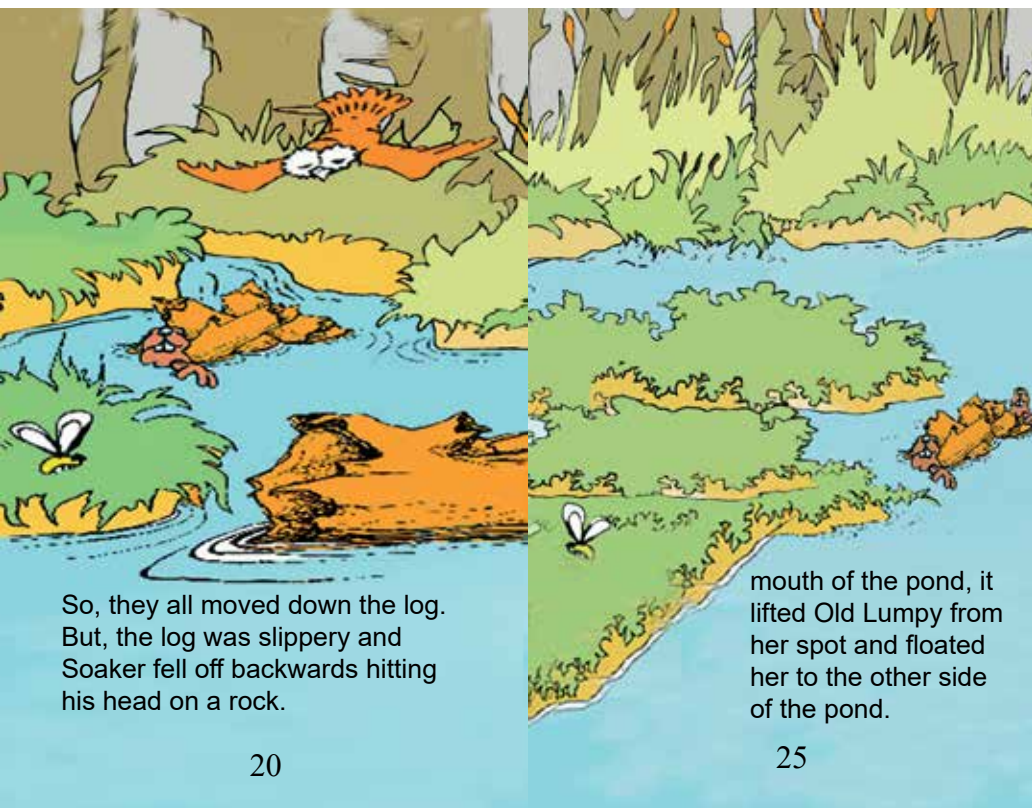 So, they all moved down the log.
But, the log was slippery and
Soaker fell off backwards hitting
his head on a rock.
20
mouth of the pond, it
lifted Old Lumpy from
her spot and floated
her to the other side
of the pond.
25